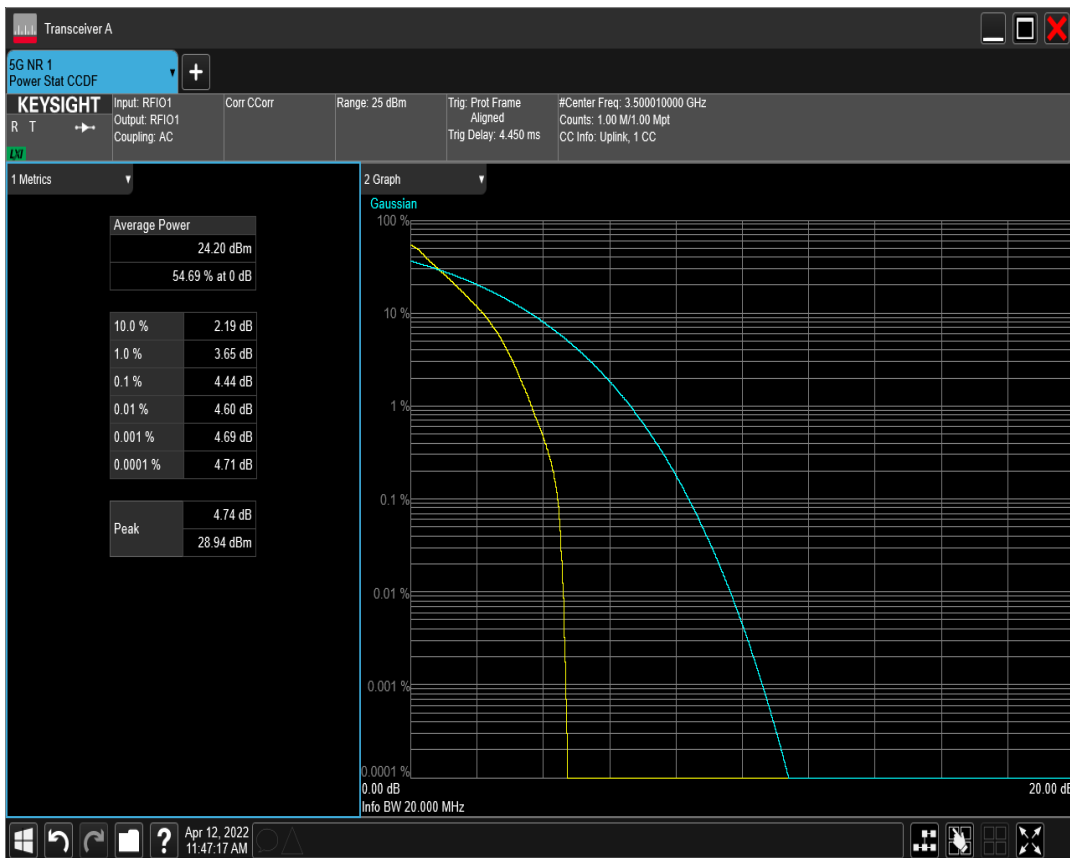 Transceiver A
5G NR 1
Power Stat CCDF
KEYSIGHT
R T
LXI
Input: RFIO1
Output: RFIO1
Coupling: AC
Corr CCorr
Range: 25 dBm
Trig: Prot Frame
Aligned
Trig Delay: 4.450 ms
#Center Freq: 3.500010000 GHz
Counts: 1.00 M/1.00 Mpt
CC Info: Uplink, 1 CC
1 Metrics
Average Power
24.20 dBm
54.69 % at 0 dB
10.0 % 2.19 dB
1.0 % 3.65 dB
0.1 % 4.44 dB
0.01 % 4.60 dB
0.001 % 4.69 dB
0.0001 % 4.71 dB
Peak
4.74 dB
28.94 dBm
2 Graph
Gaussian
100 %
10 %
1 %
0.1 %
0.01 %
0.001 %
0.0001 %
0.00 dB 20.00 dB
Info BW 20.000 MHz
Apr 12, 2022
11:47:17 AM